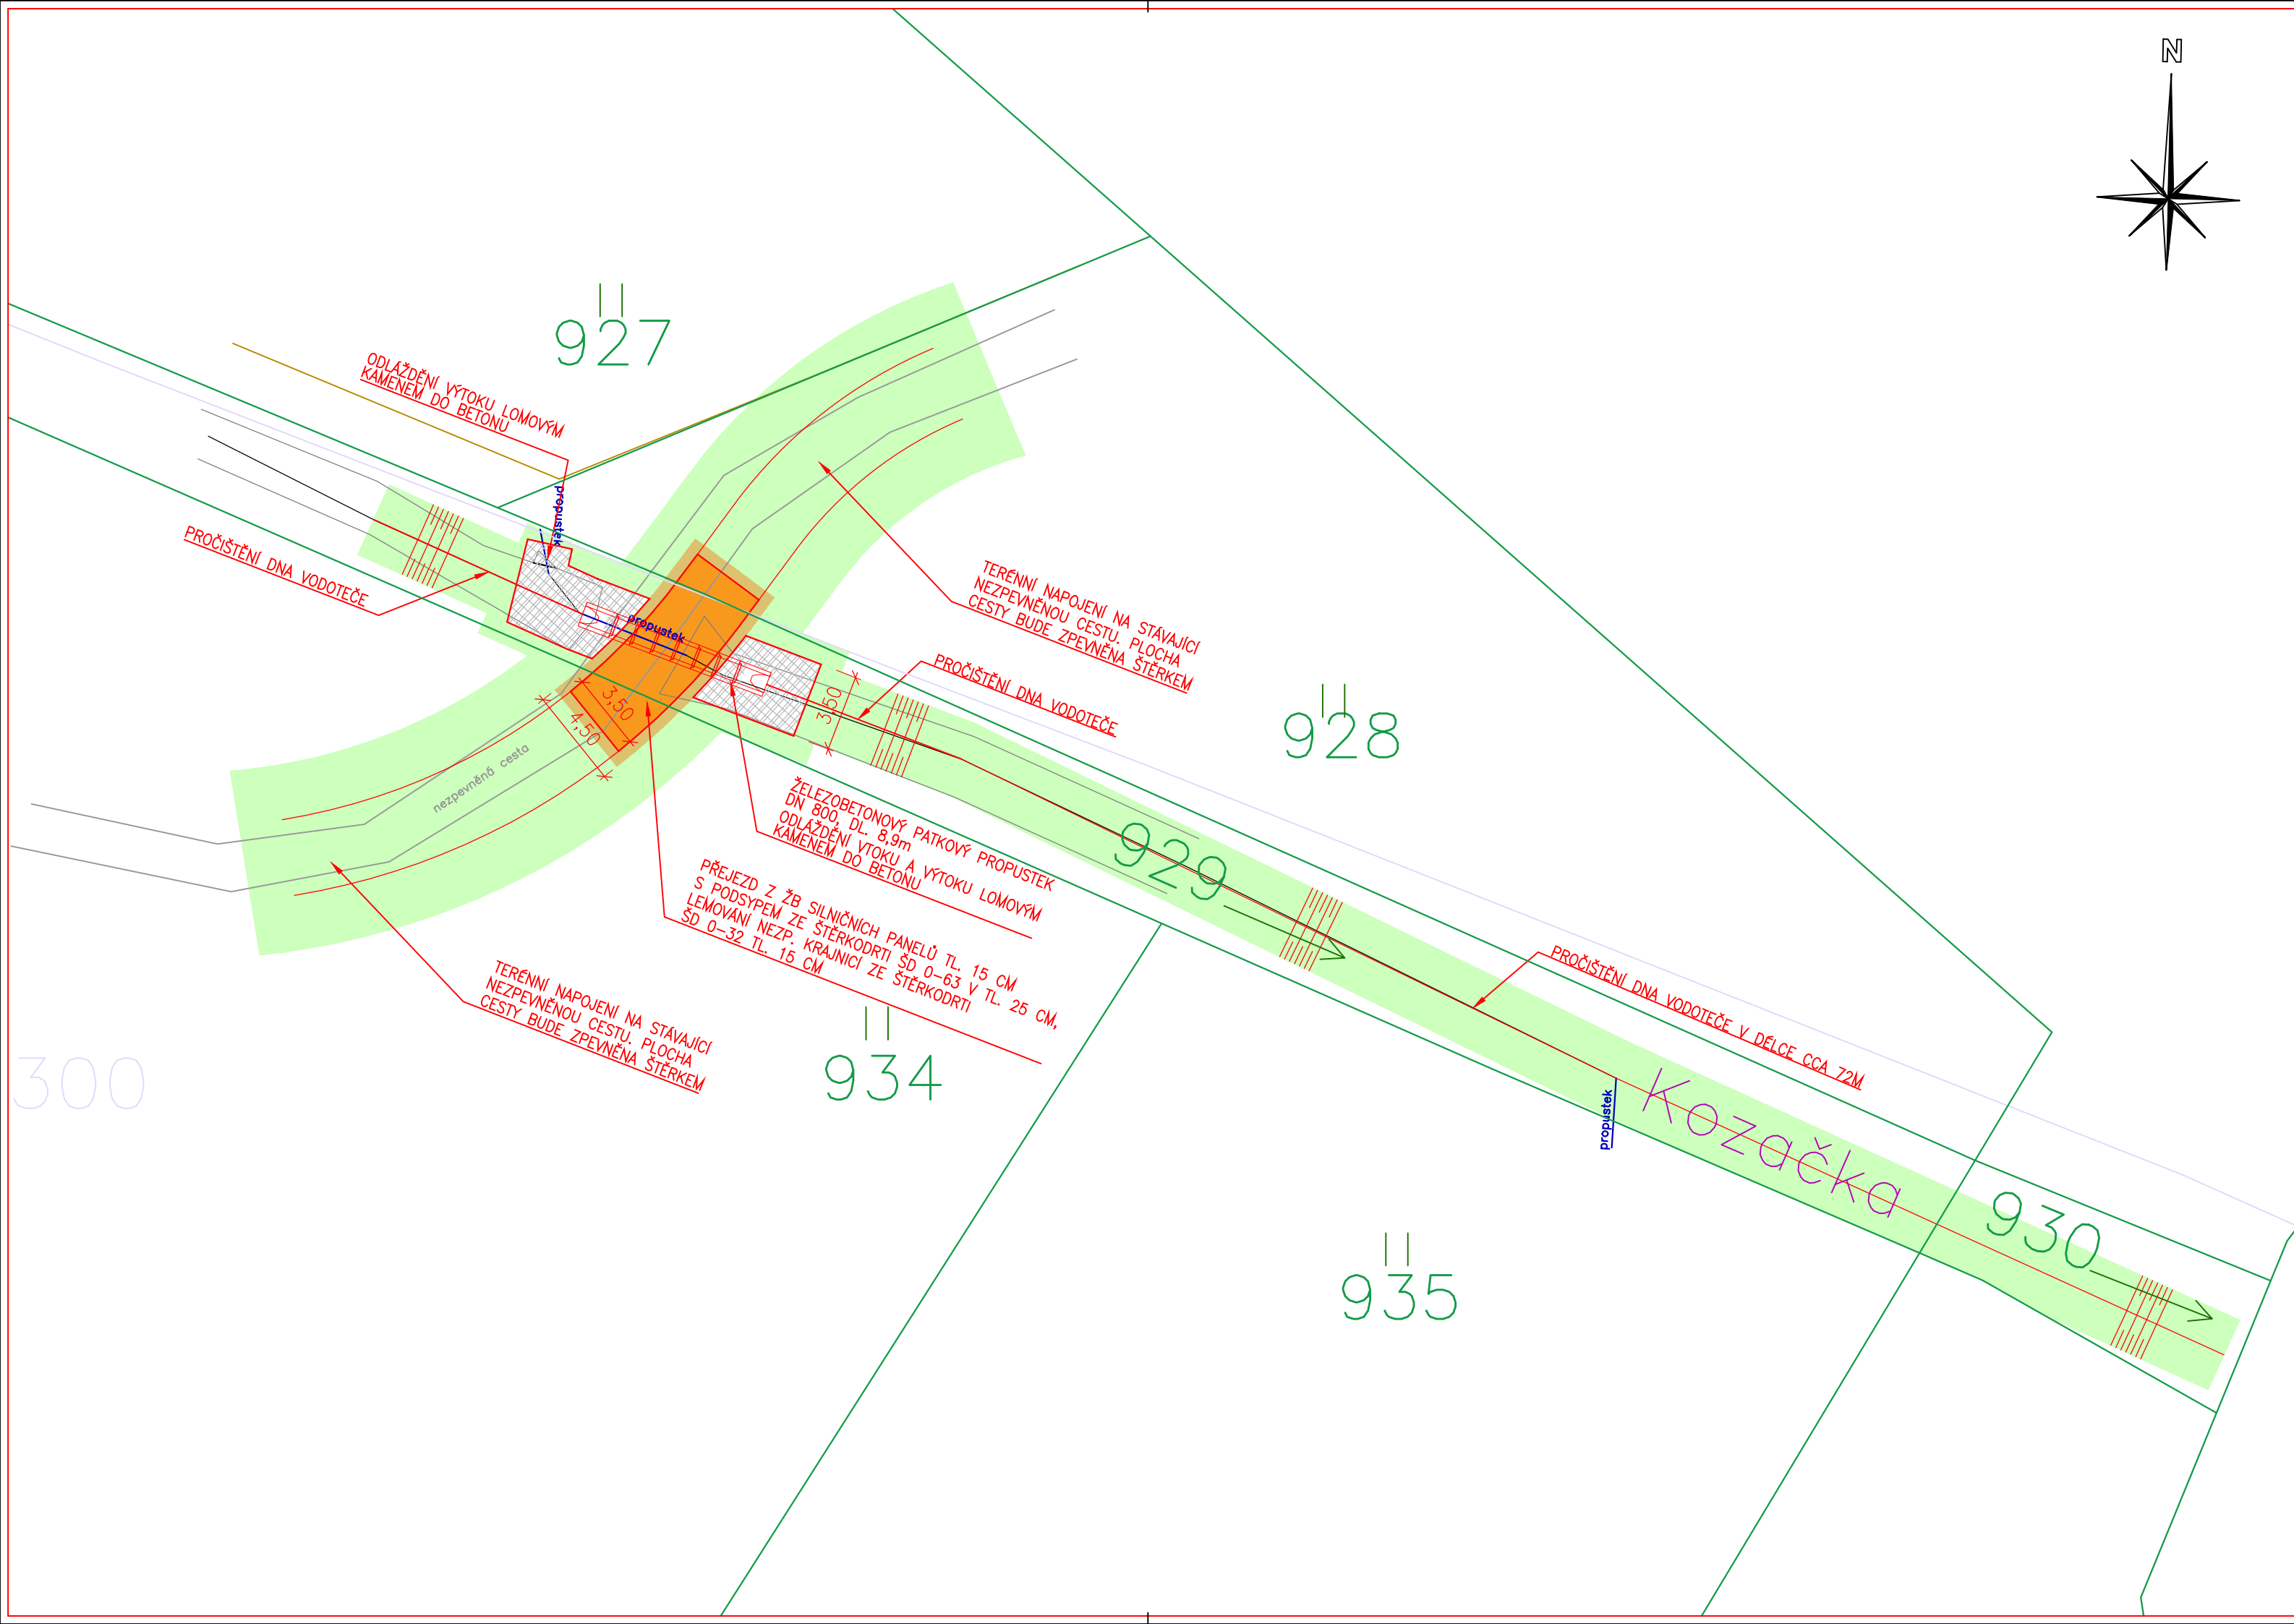 N
927
ODLÁŽDĚNÍ VÝTOKU LOMOVÝM
KAMENEM DO BETONU
propustek
PROČIŠTĚNÍ DNA VODOTEČE
propustek
TERÉNNÍ NAPOJENÍ NA STÁVAJÍCÍ
NEZPEVNĚNOU CESTU. PLOCHA
CESTY BUDE ZPEVNĚNA ŠTĚRKEM
PROČIŠTĚNÍ DNA VODOTEČE
3,50
3,50
4,50
928
nezpevněná cesta
ŽELEZOBETONOVÝ PATKOVÝ PROPUSTEK
DN 800, DL. 8,9m
ODLÁŽDĚNÍ VTOKU A VÝTOKU LOMOVÝM
KAMENEM DO BETONU
929
PŘEJEZD Z ŽB SILNIČNÍCH PANELŮ TL. 15 CM
S PODSYPEM ZE ŠTĚRKODRTI ŠD 0-63 V TL. 25 CM,
LEMOVÁNÍ NEZP. KRAJNICÍ ZE ŠTĚRKODRTI
ŠD 0-32 TL. 15 CM
TERÉNNÍ NAPOJENÍ NA STÁVAJÍCÍ
NEZPEVNĚNOU CESTU. PLOCHA
CESTY BUDE ZPEVNĚNA ŠTĚRKEM
PROČIŠTĚNÍ DNA VODOTEČE V DÉLCE CCA 72M
300
934
propustek
Kozačka
930
935